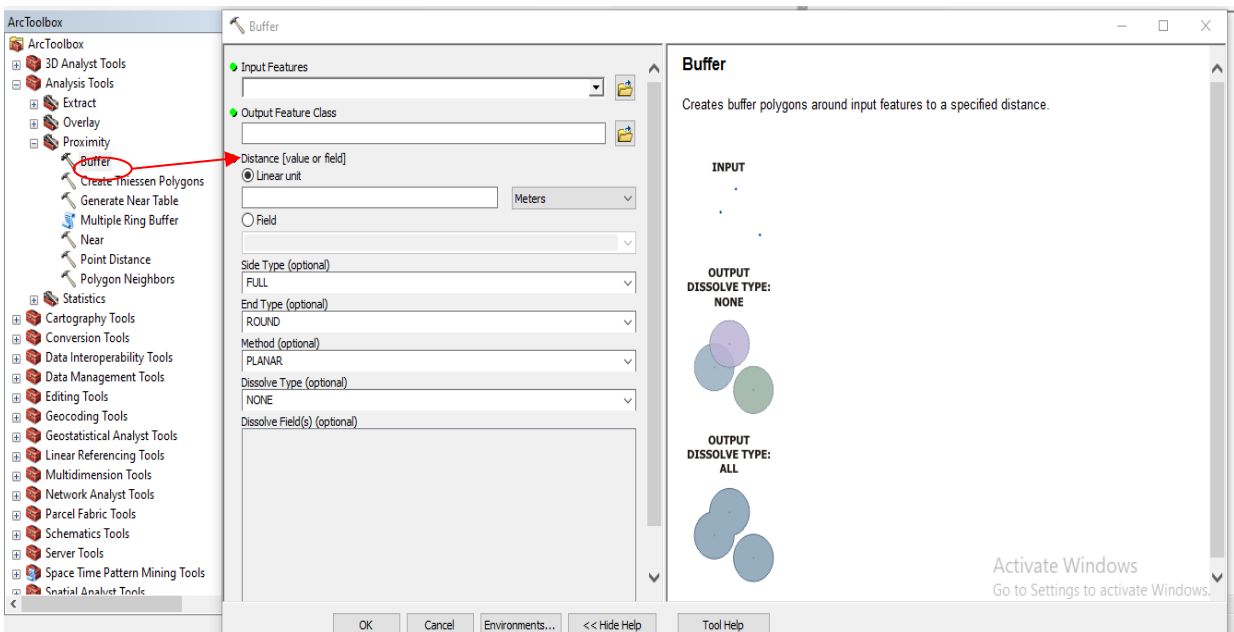 ArcToolbox
ArcToolbox
3D Analyst Tools
Analysis Tools
Extract
Overlay
Proximity
Buffer
Create Thiessen Polygons
Generate Near Table
Multiple Ring Buffer
Near
Point Distance
Polygon Neighbors
Statistics
Cartography Tools
Conversion Tools
Data Interoperability Tools
Data Management Tools
Editing Tools
Geocoding Tools
Geostatistical Analyst Tools
Linear Referencing Tools
Multidimension Tools
Network Analyst Tools
Parcel Fabric Tools
Schematics Tools
Server Tools
Space Time Pattern Mining Tools
Spatial Analyst Tools
Buffer
Input Features
Output Feature Class
Distance [value or field]
Linear unit
Meters
Field
Side Type (optional)
FULL
End Type (optional)
ROUND
Method (optional)
PLANAR
Dissolve Type (optional)
NONE
Dissolve Field(s) (optional)
OK Cancel Environments... << Hide Help Tool Help
Buffer
Creates buffer polygons around input features to a specified distance.
INPUT
OUTPUT
DISSOLVE TYPE:
NONE
OUTPUT
DISSOLVE TYPE:
ALL
Activate Windows
Go to Settings to activate Windows.